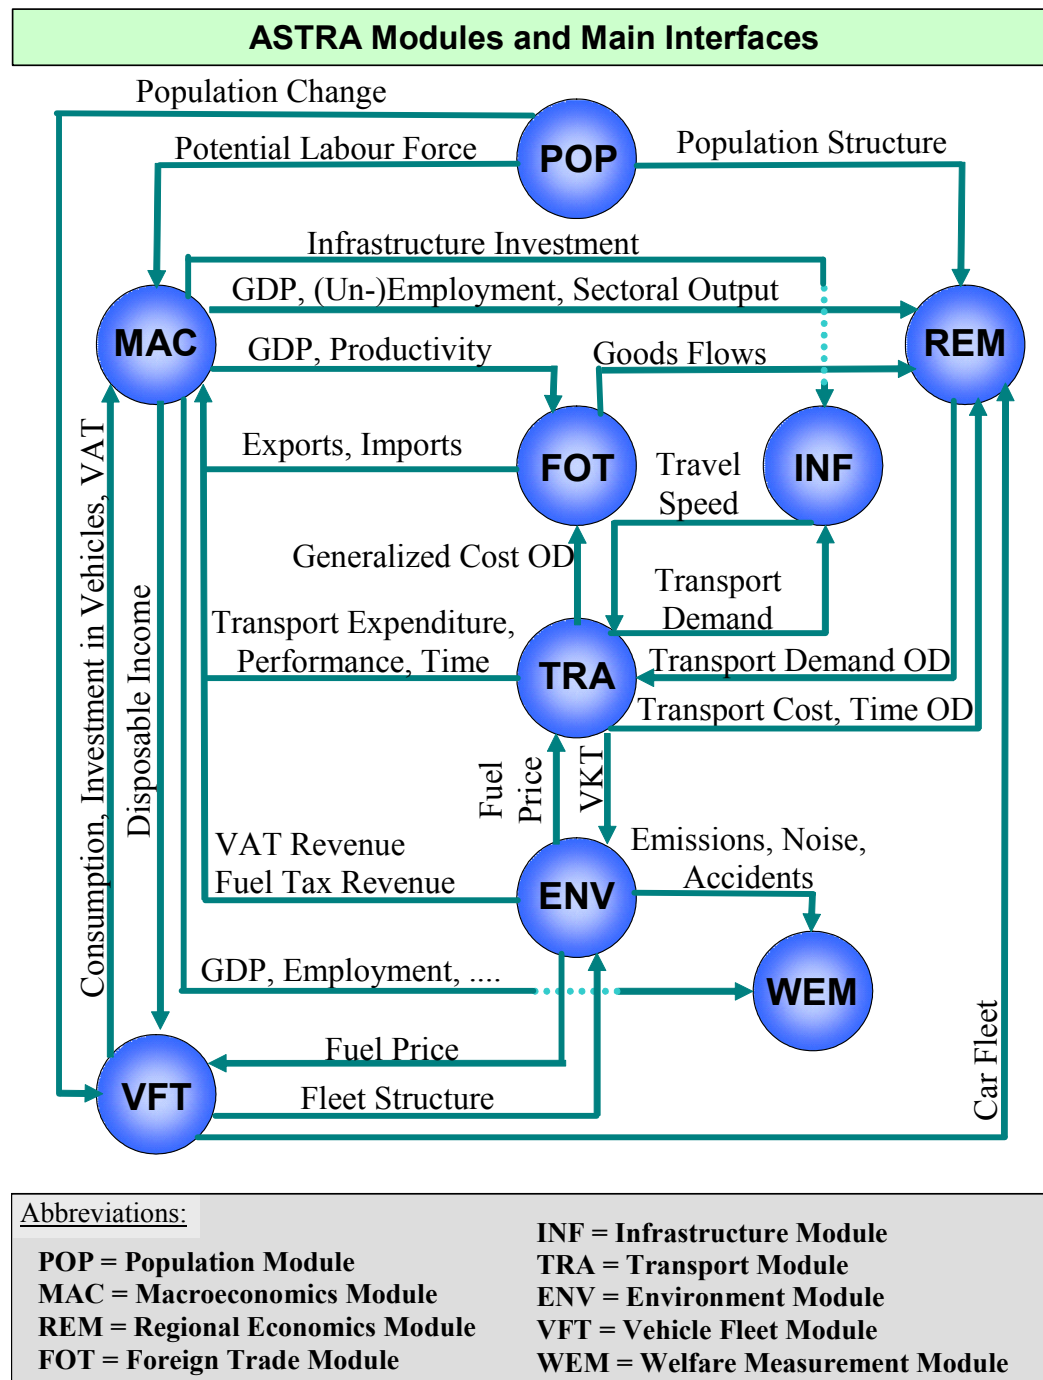 ASTRA Modules and Main Interfaces
Population Change
POP
Potential Labour Force
Population Structure
Infrastructure Investment
GDP, (Un-)Employment, Sectoral Output
MAC
REM
GDP, Productivity
Goods Flows
Exports, Imports
FOT
INF
Travel
Speed
Generalized Cost OD
Transport
Demand
Transport Expenditure,
Performance, Time
TRA
Transport Demand OD
Transport Cost, Time OD
Consumption, Investment in Vehicles, VAT
Disposable Income
Fuel
Price
VKT
VAT Revenue
Fuel Tax Revenue
ENV
Emissions, Noise,
Accidents
GDP, Employment, ....
WEM
Fuel Price
VFT
Fleet Structure
Car Fleet
Abbreviations:
POP = Population Module
MAC = Macroeconomics Module
REM = Regional Economics Module
FOT = Foreign Trade Module
INF = Infrastructure Module
TRA = Transport Module
ENV = Environment Module
VFT = Vehicle Fleet Module
WEM = Welfare Measurement Module